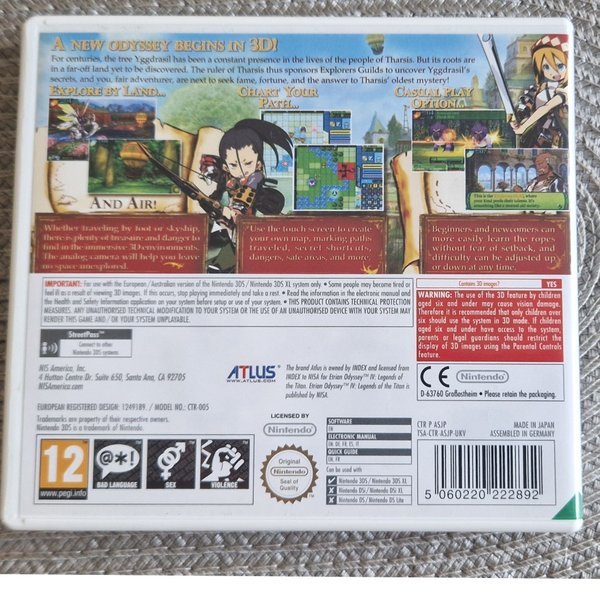 A NEW ODYSSEY BEGINS IN 3D!
For centuries, the tree Yggdrasil has been a constant presence in the lives of the people of Tharsis. But its roots are
in a far-off land yet to be discovered. The ruler of Tharsis thus sponsors Explorers Guilds to uncover Yggdrasil's
secrets, and you, fair adventurer, are next to seek fame, fortune, and the answer to Tharsis' oldest mystery!
EXPLORE BY LAND...
AND AIR!
Whether traveling by foot or skyship,
there is plenty of treasure and danger to
find in the immersive 3D environments.
The analog camera will help you leave
no space unexplored.
CHART YOUR
PATH...
Use the touch screen to create
your own map, marking paths
traveled, secret shortcuts,
dangers, safe areas, and more.
CASUAL PLAY
OPTION...
Beginners and newcomers can
more easily learn the ropes
without fear of setback, and
difficulty can be adjusted up
or down at any time.
IMPORTANT: For use with the European / Australian version of the Nintendo 3DS / Nintendo 3DS XL system only • Some people may become tired or
feel ill as a result of viewing 3D images. If this occurs, stop playing immediately and take a rest. • Read the information in the electronic manual and
the Health and Safety Information application before setup or use of your system. • THIS PRODUCT CONTAINS TECHNICAL PROTECTION
MEASURES. ANY UNAUTHORISED TECHNICAL MODIFICATION TO YOUR SYSTEM OR THE USE OF AN UNAUTHORISED DEVICE WITH YOUR SYSTEM MAY
RENDER THIS GAME AND / OR SYSTEM UNPLAYABLE.
Contains 3D images? YES
WARNING: The use of the 3D feature by children
aged six and under may cause vision damage.
Therefore it is recommended that only children over
six should use the system in 3D mode. If children
aged six and under have access to the system,
parents or legal guardians should restrict the
display of 3D images using the Parental Controls
feature.
StreetPass™
Connect to other
Nintendo 3DS systems
NIS America, Inc.
4 Hutton Centre Dr. Suite 650, Santa Ana, CA 92705
NISAmerica.com
ATLUS
WWW.ATLUS.COM
The brand Atlus is owned by INDEX and licensed from
INDEX to NISA for Etrian Odyssey™ IV: Legends of
the Titan. Etrian Odyssey™ IV: Legends of the Titan is
published by NISA.
CE Nintendo
D-63760 Großostheim • Please retain the packaging.
EUROPEAN REGISTERED DESIGN: 1249189. / MODEL NO.: CTR-005
Trademarks are property of their respective owners.
Nintendo 3DS is a trademark of Nintendo.
12
www.pegi.info
BAD LANGUAGE
SEX
VIOLENCE
LICENSED BY
Nintendo
Original
Nintendo
Seal of
Quality
SOFTWARE
EN
ELECTRONIC MANUAL
EN, DE, FR, ES, IT
QUICK GUIDE
EN, FR
Can be used with
Nintendo 3DS / Nintendo 3DS XL
Nintendo DSi / Nintendo DSi XL
Nintendo DS / Nintendo DS Lite
CTR P ASJP
TSA-CTR-ASJP-UKV
MADE IN JAPAN
ASSEMBLED IN GERMANY
5 060220 222892